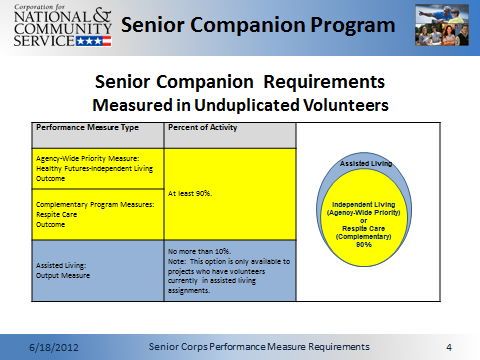 Corporation for
NATIONAL &
COMMUNITY
SERVICE
Senior Companion Program
Senior Companion Requirements
Measured in Unduplicated Volunteers
Performance Measure Type
Percent of Activity
Agency-Wide Priority Measure:
Healthy Futures-Independent Living
Outcome
At least 90%.
Complementary Program Measures:
Respite Care
Outcome
Assisted Living:
Output Measure
No more than 10%.
Note: This option is only available to
projects who have volunteers
currently in assisted living
assignments.
Assisted Living
Independent Living
(Agency-Wide Priority)
or
Respite Care
(Complementary)
90%
6/18/2012
Senior Corps Performance Measure Requirements
4